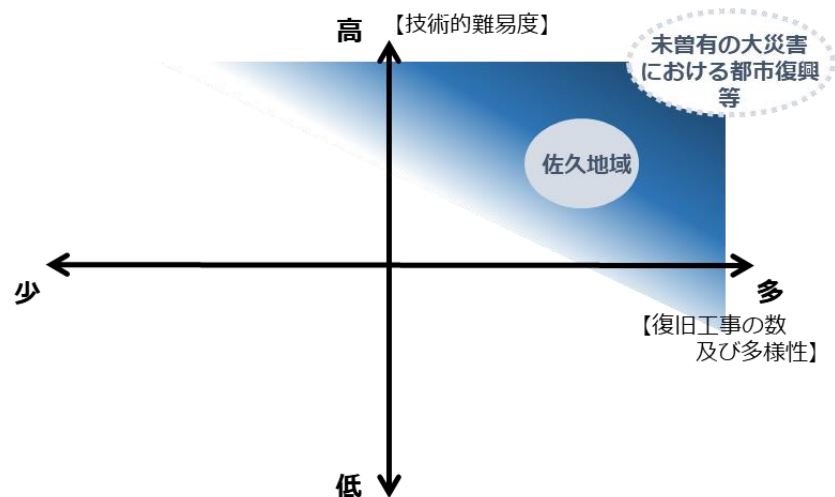 高
【技術的難易度】
未曽有の大災害
における都市復興
等
佐久地域
少
多
【復旧工事の数
及び多様性】
低